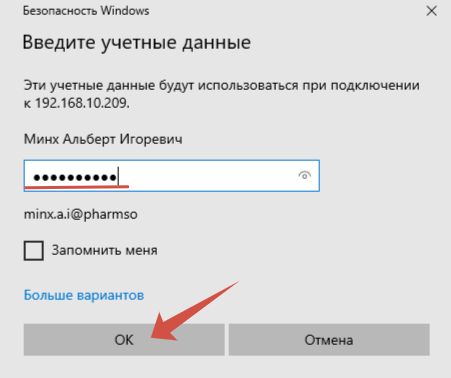 Безопасность Windows
Введите учетные данные
Эти учетные данные будут использоваться при подключении
к 192.168.10.209.
Минх Альберт Игоревич
●●●●●●●●●●
minx.a.i@pharmso
Запомнить меня
Больше вариантов
ОК
Отмена